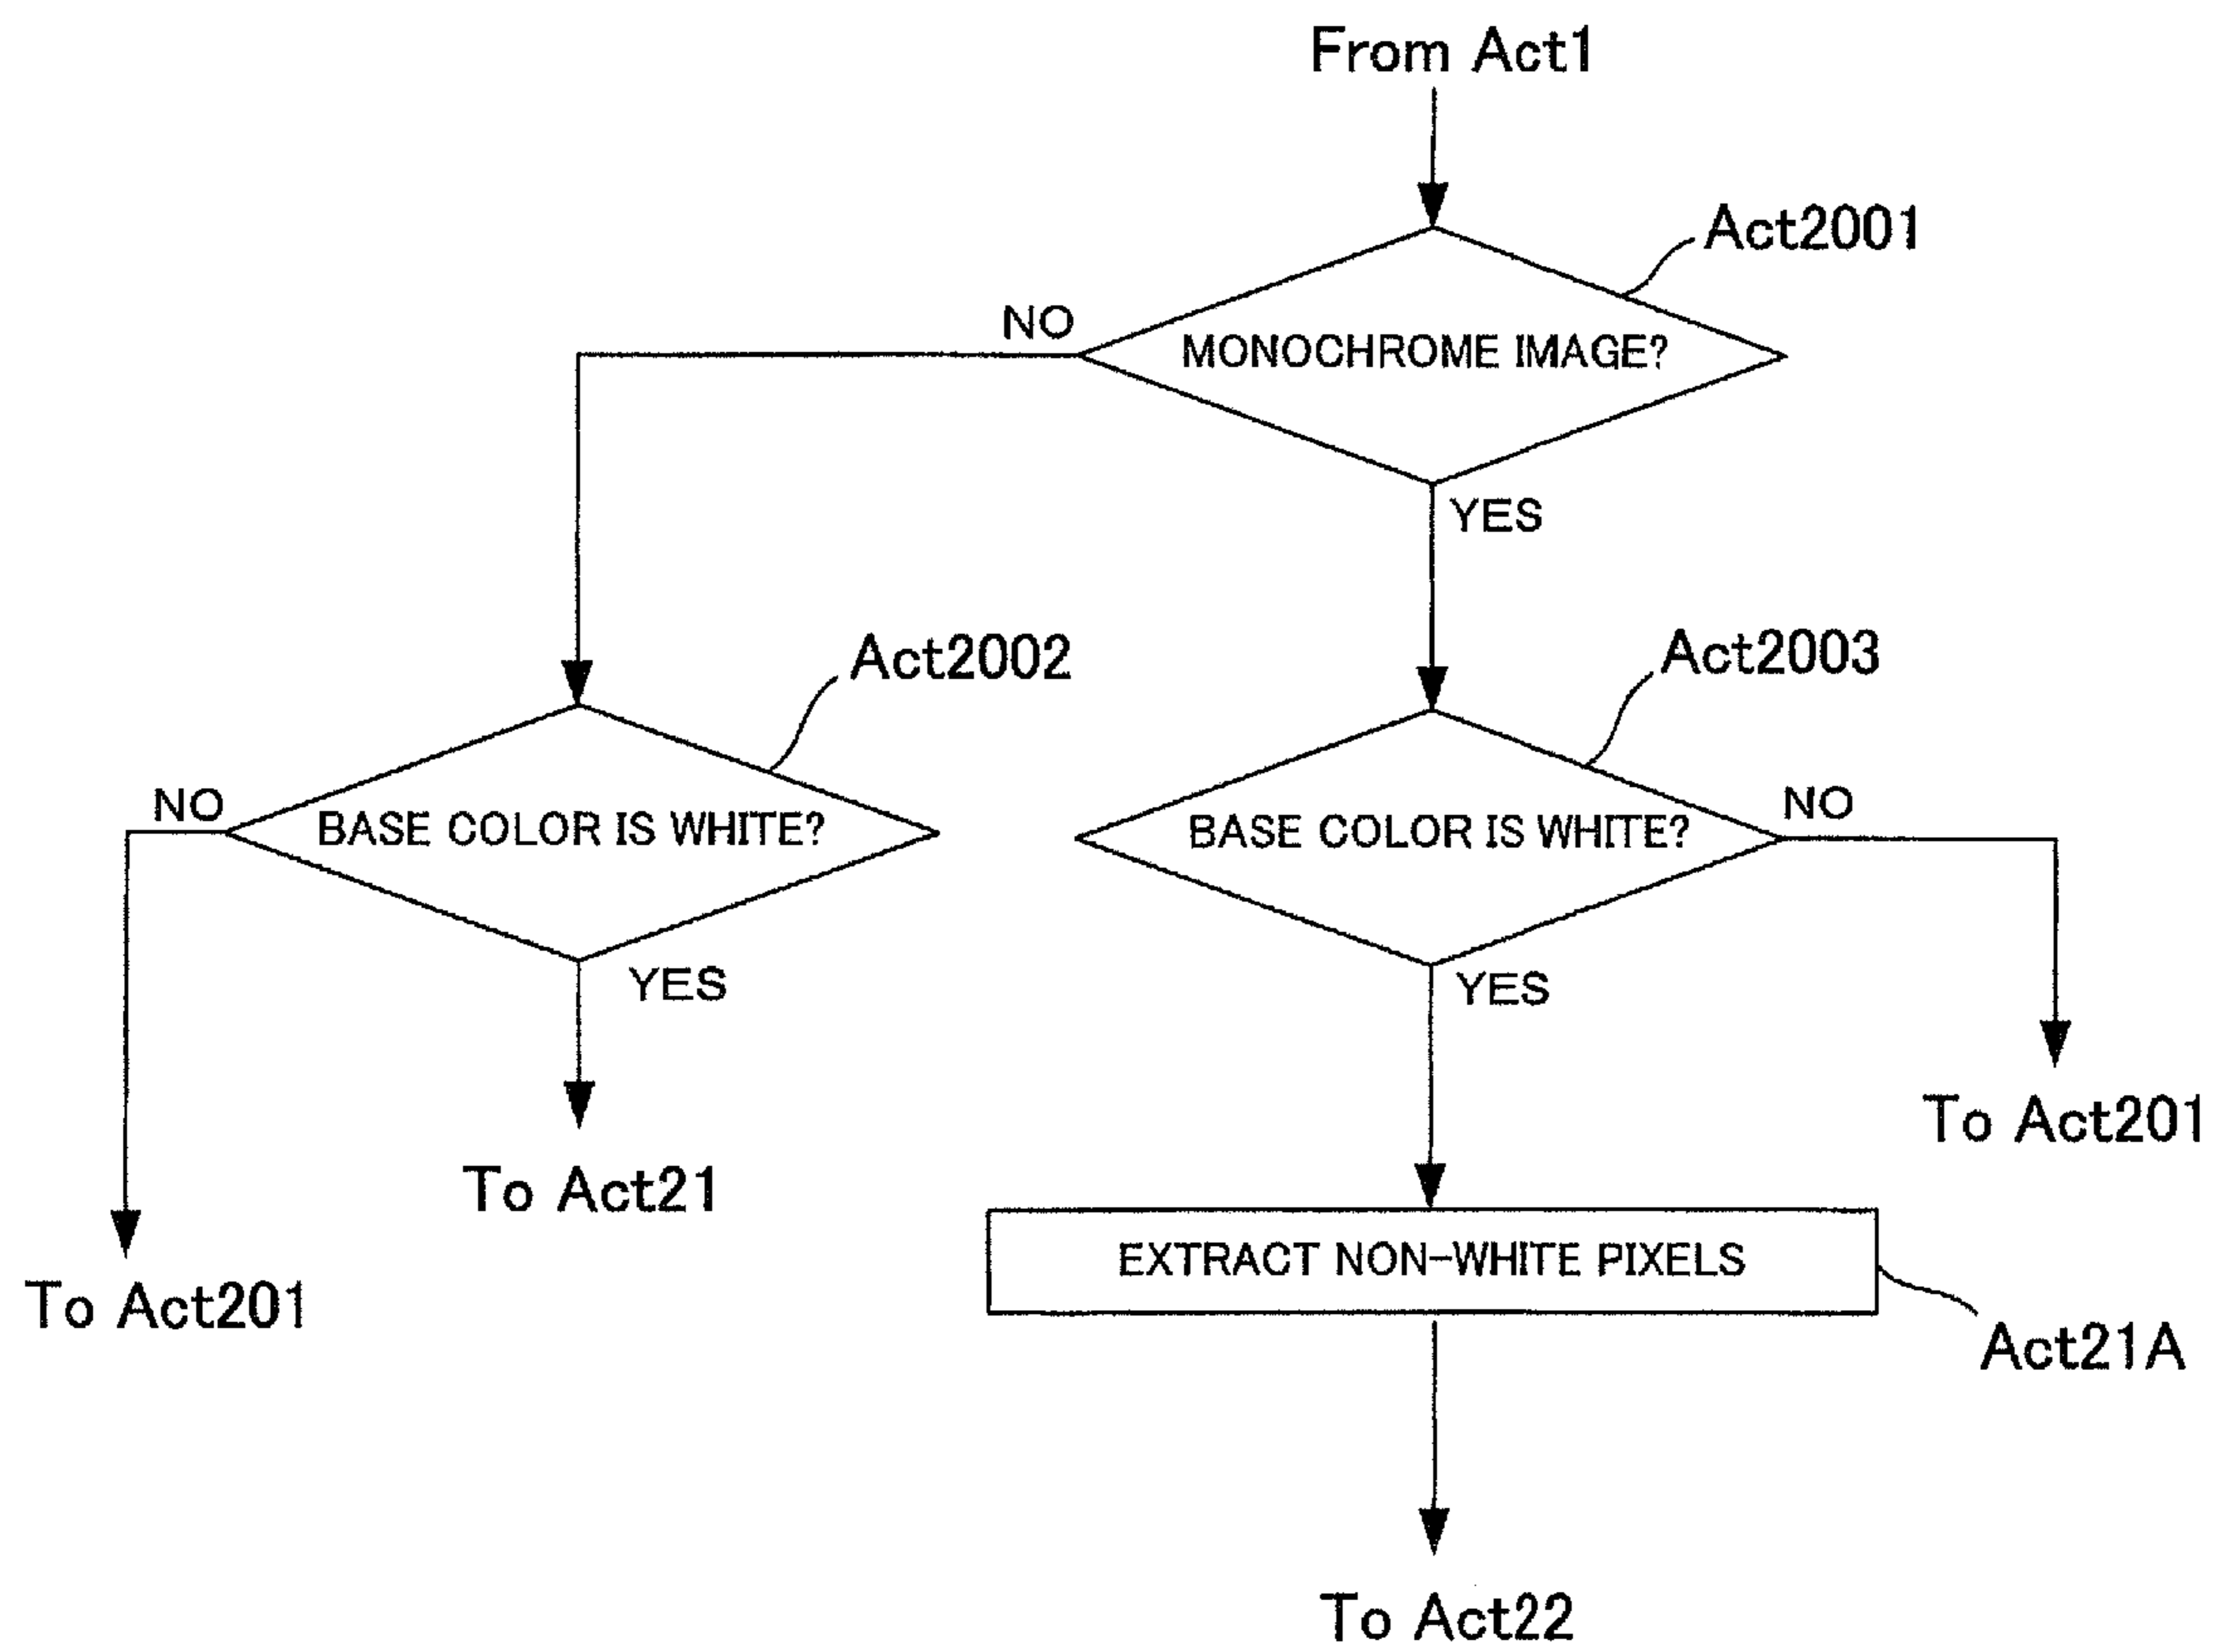 From Act1
Act2001
NO
MONOCHROME IMAGE?
YES
Act2002
Act2003
NO
BASE COLOR IS WHITE?
BASE COLOR IS WHITE?
NO
YES
YES
To Act21
To Act201
To Act201
EXTRACT NON-WHITE PIXELS
Act21A
To Act22